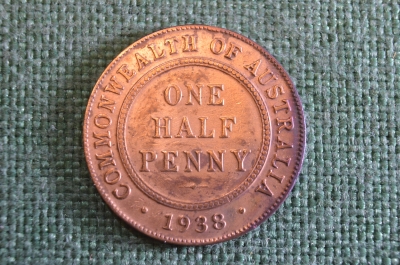 COMMONWEALTH OF AUSTRALIA
ONE
HALF
PENNY
· 1938 ·